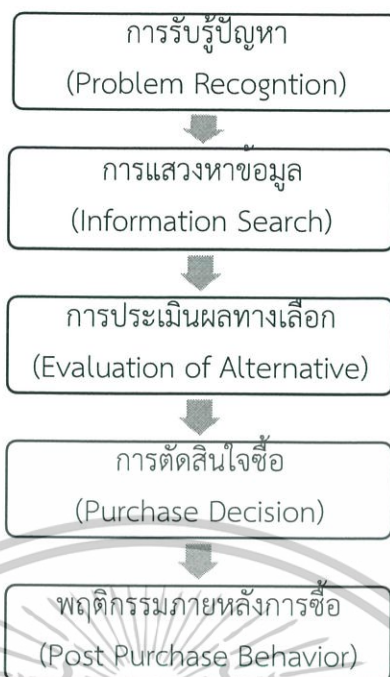 การรับรู้ปัญหา
(Problem Recogntion)
การแสวงหาข้อมูล
(Information Search)
การประเมินผลทางเลือก
(Evaluation of Alternative)
การตัดสินใจซื้อ
(Purchase Decision)
พฤติกรรมภายหลังการซื้อ
(Post Purchase Behavior)